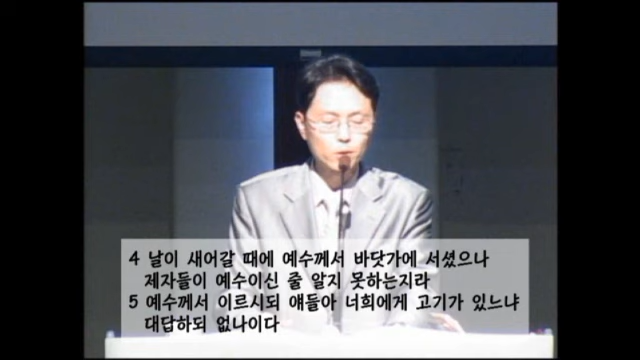 4 날이 새어갈 때에 예수께서 바닷가에 서셨으나
제자들이 예수이신 줄 알지 못하는지라
5 예수께서 이르시되 얘들아 너희에게 고기가 있느냐
대답하되 없나이다